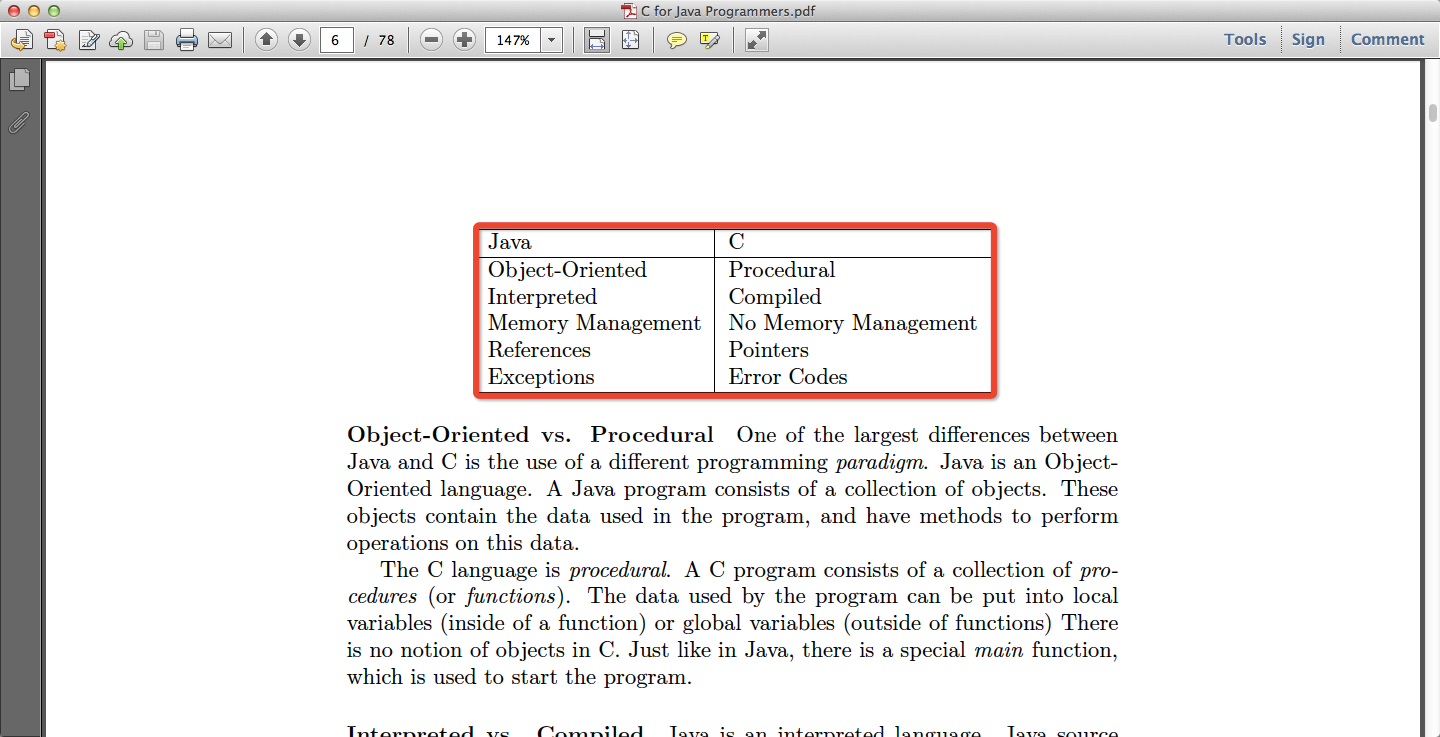 C for Java Programmers.pdf
6 / 78 147% Tools Sign Comment
Java C
Object-Oriented Procedural
Interpreted Compiled
Memory Management No Memory Management
References Pointers
Exceptions Error Codes
Object-Oriented vs. Procedural One of the largest differences between
Java and C is the use of a different programming paradigm. Java is an Object-
Oriented language. A Java program consists of a collection of objects. These
objects contain the data used in the program, and have methods to perform
operations on this data.
The C language is procedural. A C program consists of a collection of pro-
cedures (or functions). The data used by the program can be put into local
variables (inside of a function) or global variables (outside of functions) There
is no notion of objects in C. Just like in Java, there is a special main function,
which is used to start the program.
Interpreted vs. Compiled Java is an interpreted language. Java source